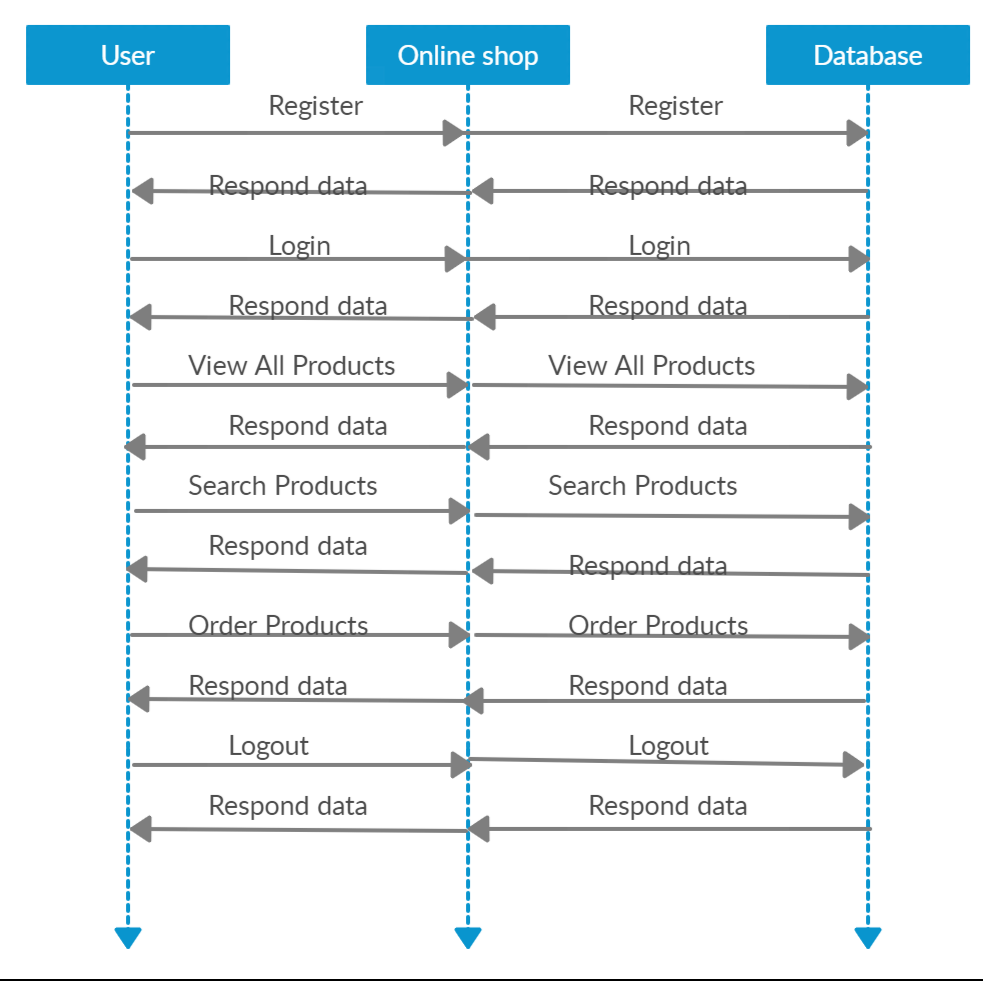 User Online shop Database
Register Register
Respond data Respond data
Login Login
Respond data Respond data
View All Products View All Products
Respond data Respond data
Search Products Search Products
Respond data Respond data
Order Products Order Products
Respond data Respond data
Logout Logout
Respond data Respond data